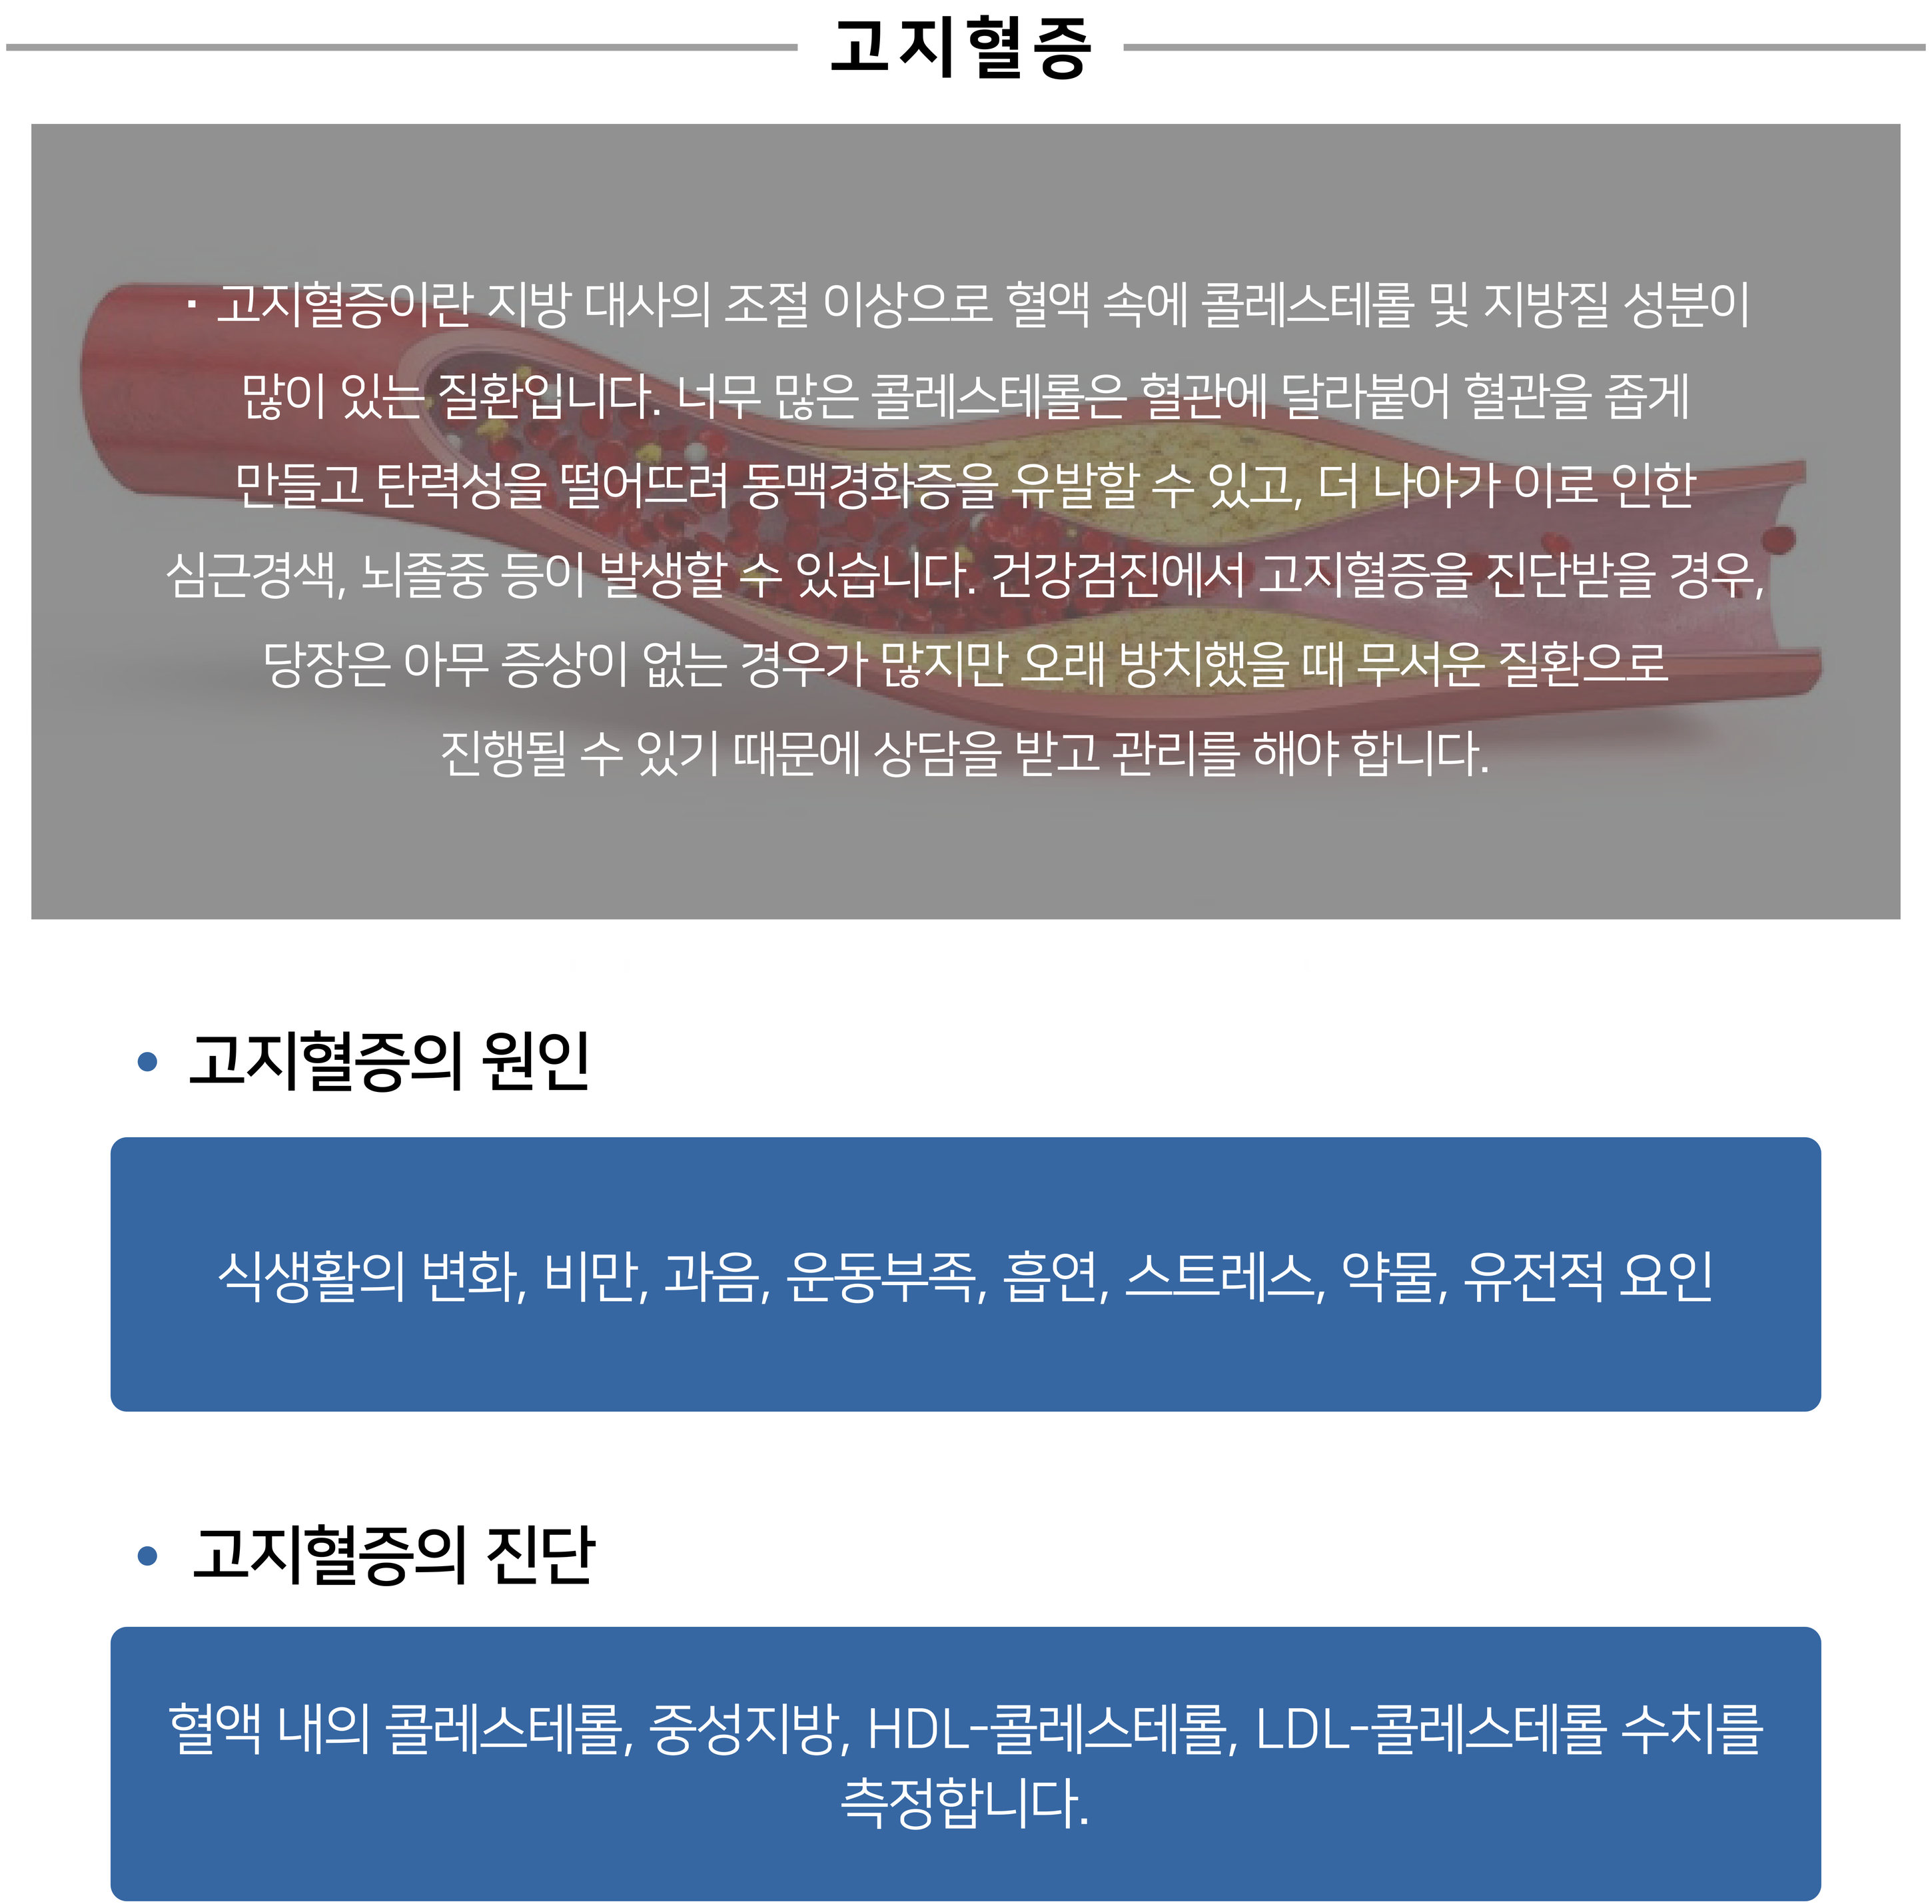 고지혈증
· 고지혈증이란 지방 대사의 조절 이상으로 혈액 속에 콜레스테롤 및 지방질 성분이
많이 있는 질환입니다. 너무 많은 콜레스테롤은 혈관에 달라붙어 혈관을 좁게
만들고 탄력성을 떨어뜨려 동맥경화증을 유발할 수 있고, 더 나아가 이로 인한
심근경색, 뇌졸중 등이 발생할 수 있습니다. 건강검진에서 고지혈증을 진단받을 경우,
당장은 아무 증상이 없는 경우가 많지만 오래 방치했을 때 무서운 질환으로
진행될 수 있기 때문에 상담을 받고 관리를 해야 합니다.
• 고지혈증의 원인
식생활의 변화, 비만, 과음, 운동부족, 흡연, 스트레스, 약물, 유전적 요인
• 고지혈증의 진단
혈액 내의 콜레스테롤, 중성지방, HDL-콜레스테롤, LDL-콜레스테롤 수치를
측정합니다.